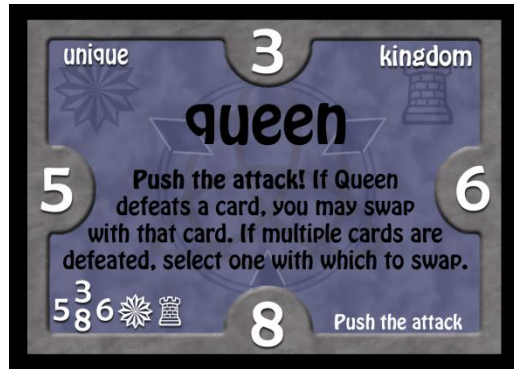 3
unique
kingdom
queen
5
6
Push the attack! If Queen
defeats a card, you may swap
with that card. If multiple cards are
defeated, select one with which to swap.
3
5 6
8
8
Push the attack